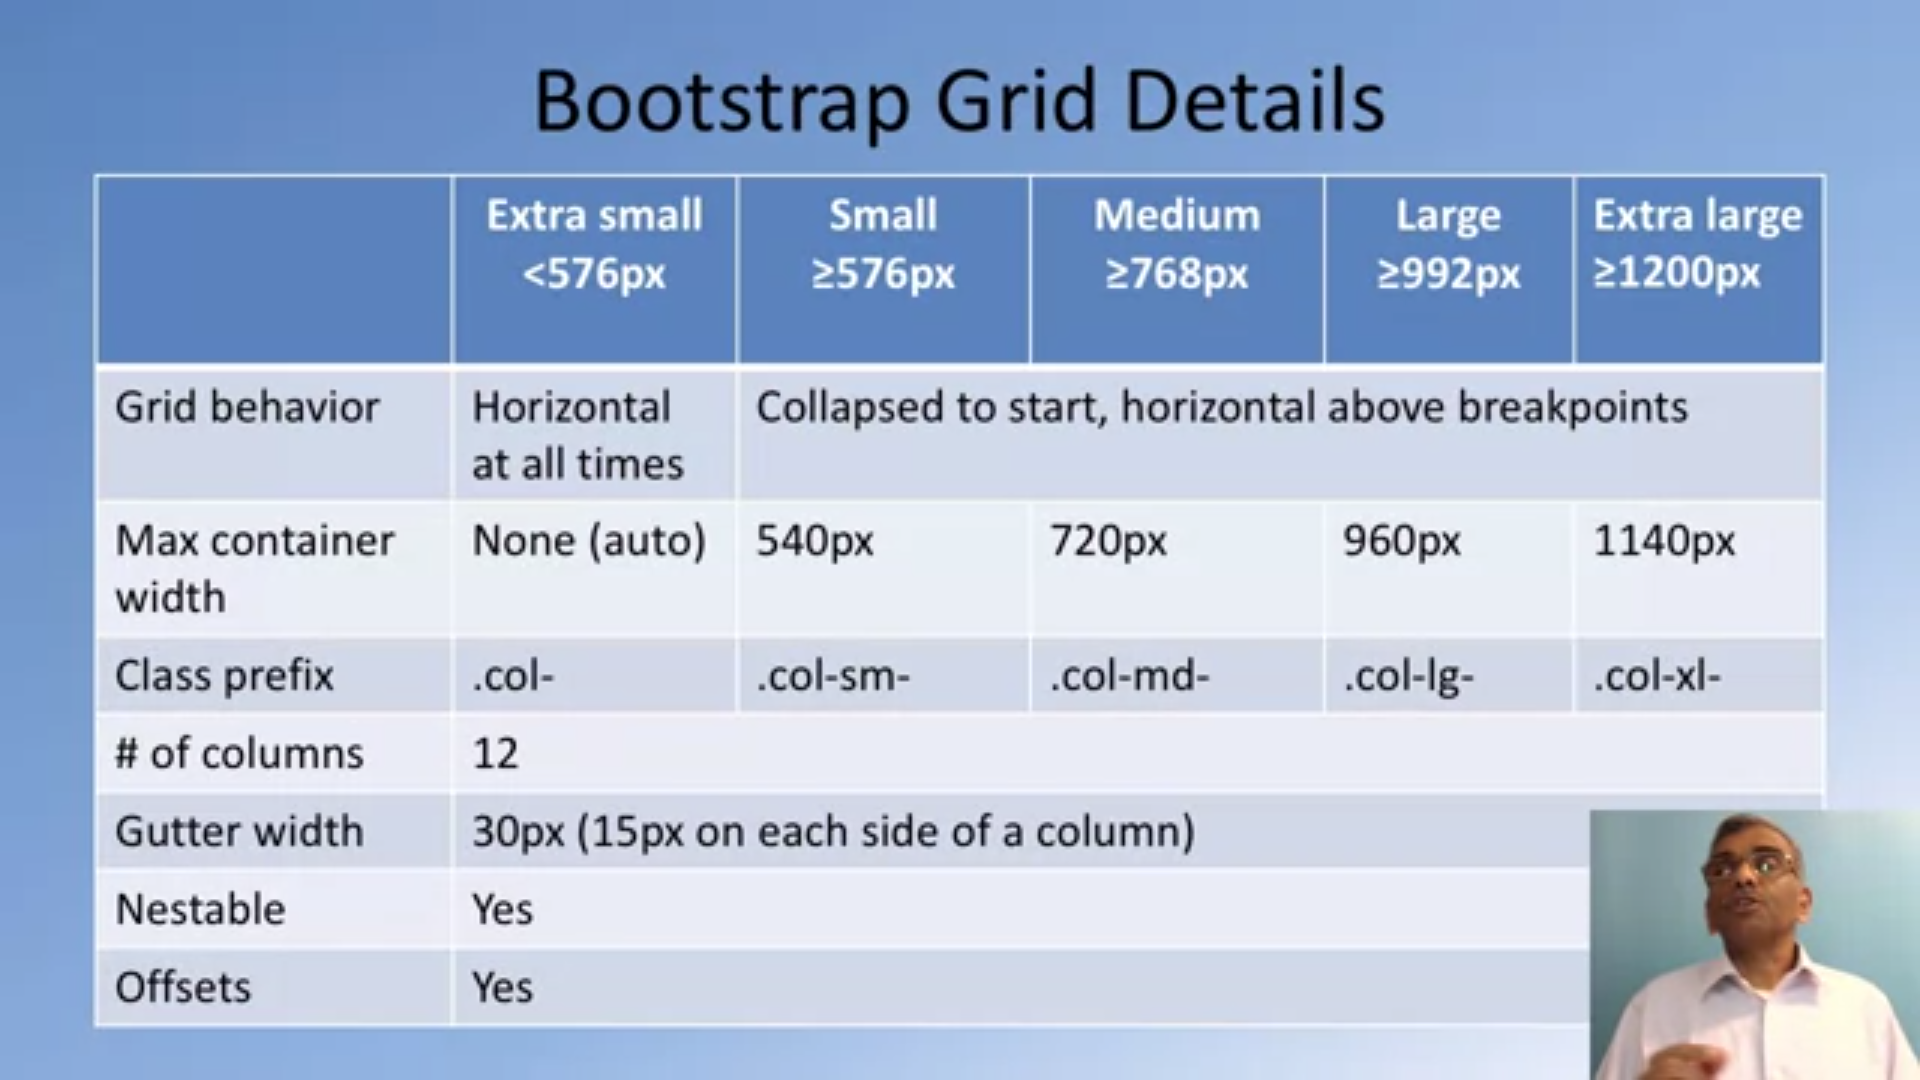 Bootstrap Grid Details
Extra small
<576px
Small
≥576px
Medium
≥768px
Large
≥992px
Extra large
≥1200px
Grid behavior
Horizontal
at all times
Collapsed to start, horizontal above breakpoints
Max container
width
None (auto)
540px
720px
960px
1140px
Class prefix
.col-
.col-sm-
.col-md-
.col-lg-
.col-xl-
# of columns
12
Gutter width
30px (15px on each side of a column)
Nestable
Yes
Offsets
Yes